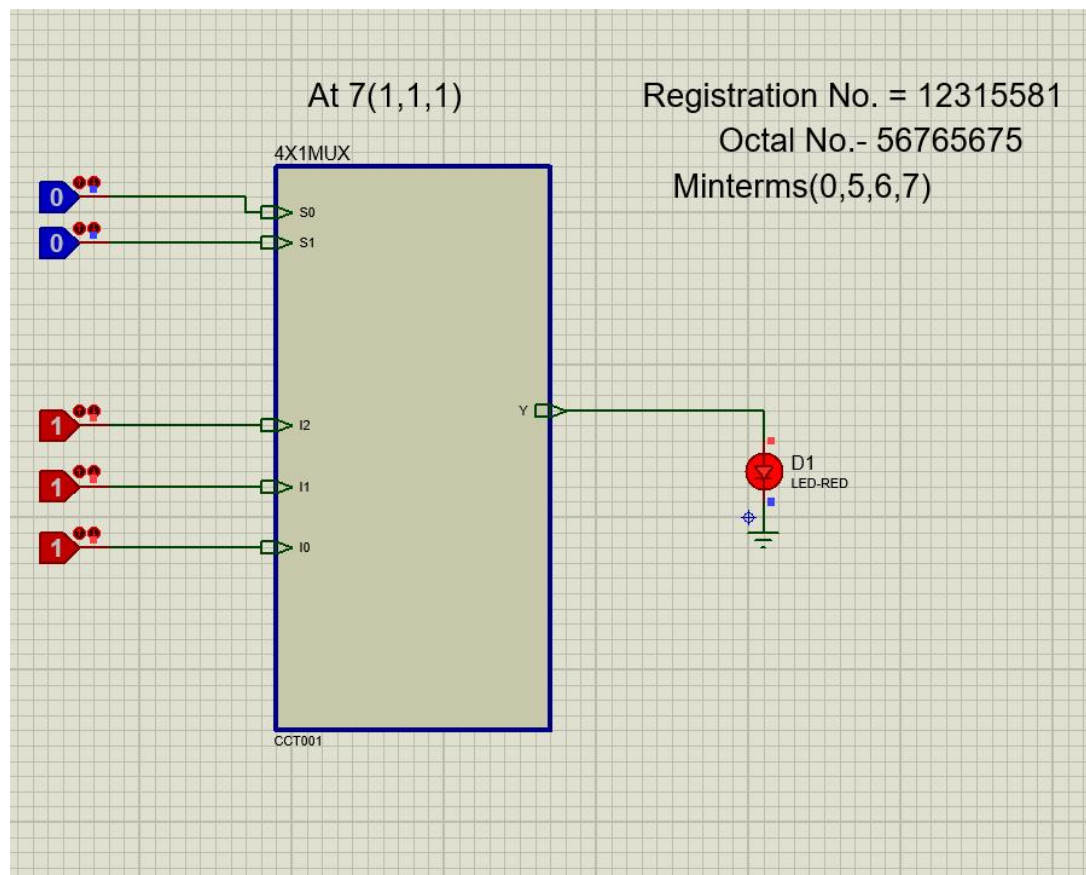 At 7(1,1,1)
Registration No. = 12315581
Octal No.- 56765675
Minterms(0,5,6,7)
4X1MUX
0
S0
0
S1
1
I2
Y
1
I1
D1
LED-RED
1
I0
CCT001